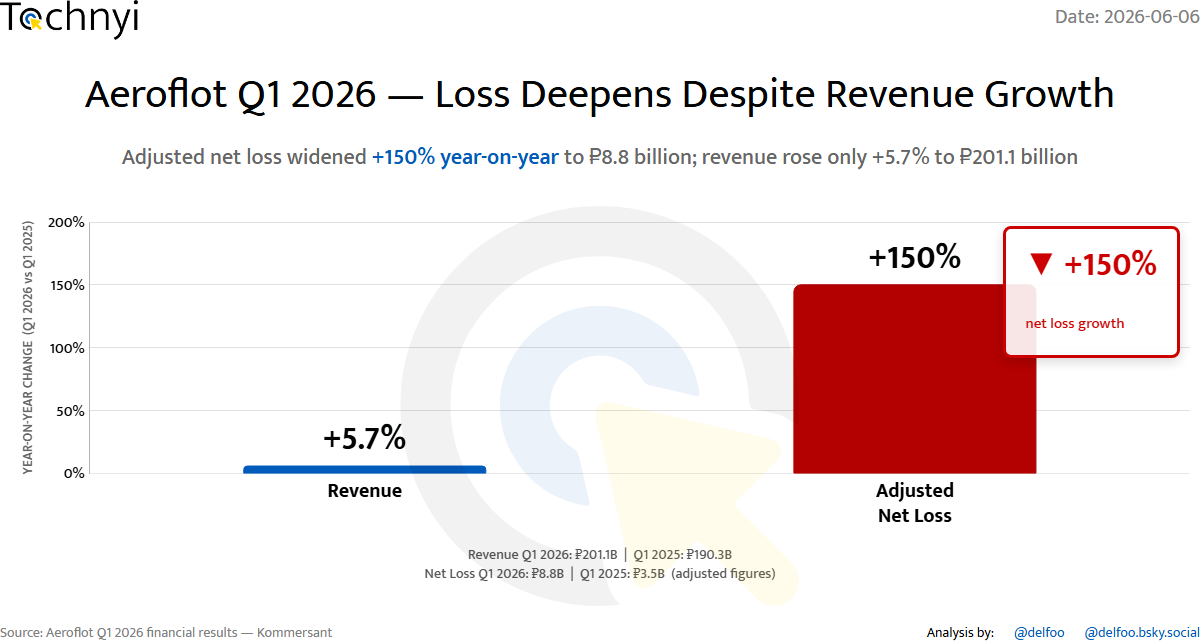 Technyi
Date: 2026-06-06
Aeroflot Q1 2026 — Loss Deepens Despite Revenue Growth
Adjusted net loss widened +150% year-on-year to ₽8.8 billion; revenue rose only +5.7% to ₽201.1 billion
YEAR-ON-YEAR CHANGE (Q1 2026 vs Q1 2025)
200%
150%
100%
50%
0%
+5.7%
+150%
▼ +150%
net loss growth
Revenue
Adjusted
Net Loss
Revenue Q1 2026: ₽201.1B | Q1 2025: ₽190.3B
Net Loss Q1 2026: ₽8.8B | Q1 2025: ₽3.5B (adjusted figures)
Source: Aeroflot Q1 2026 financial results — Kommersant
Analysis by: @delfoo @delfoo.bsky.social